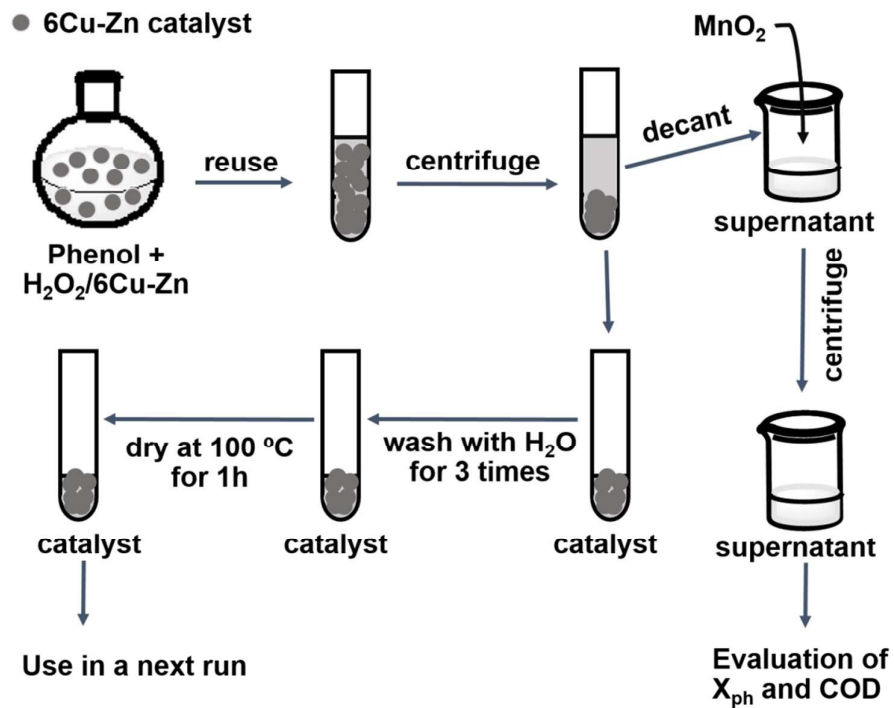 6Cu-Zn catalyst
MnO₂
reuse
centrifuge
decant
Phenol +
H₂O₂/6Cu-Zn
supernatant
centrifuge
dry at 100 ºC
for 1h
wash with H₂O
for 3 times
catalyst
catalyst
catalyst
supernatant
Use in a next run
Evaluation of
Xₚₕ and COD